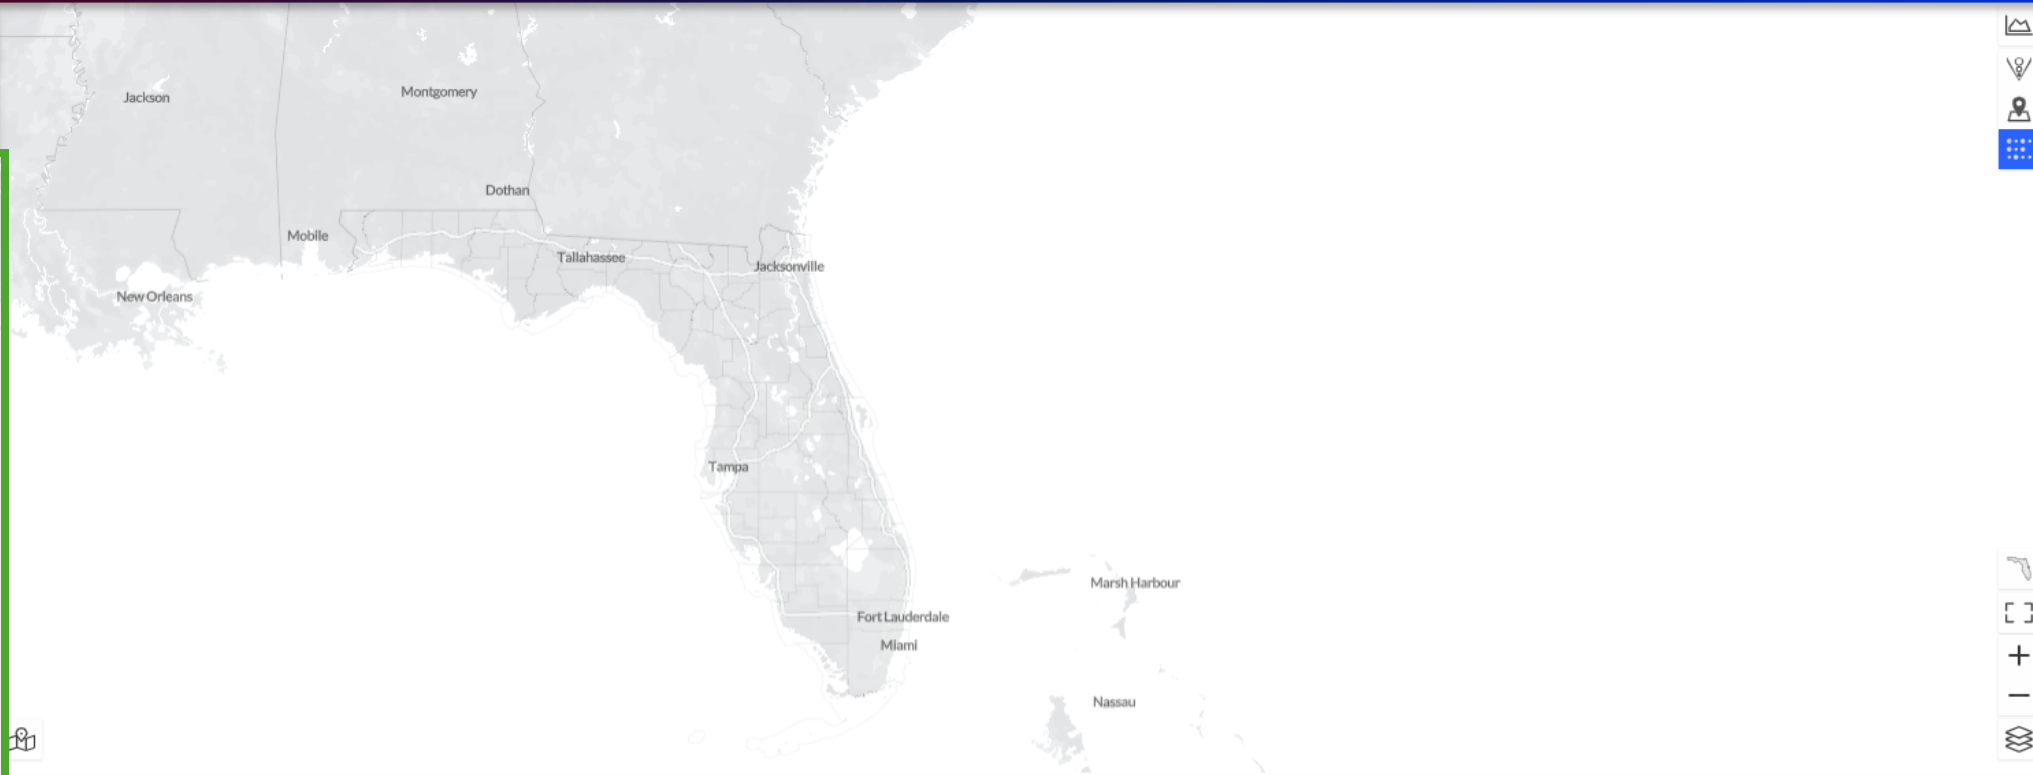 Montgomery
Jackson
Dothan
Mobile
Tallahassee
Jacksonville
New Orleans
Tampa
Marsh Harbour
Fort Lauderdale
Miami
Nassau